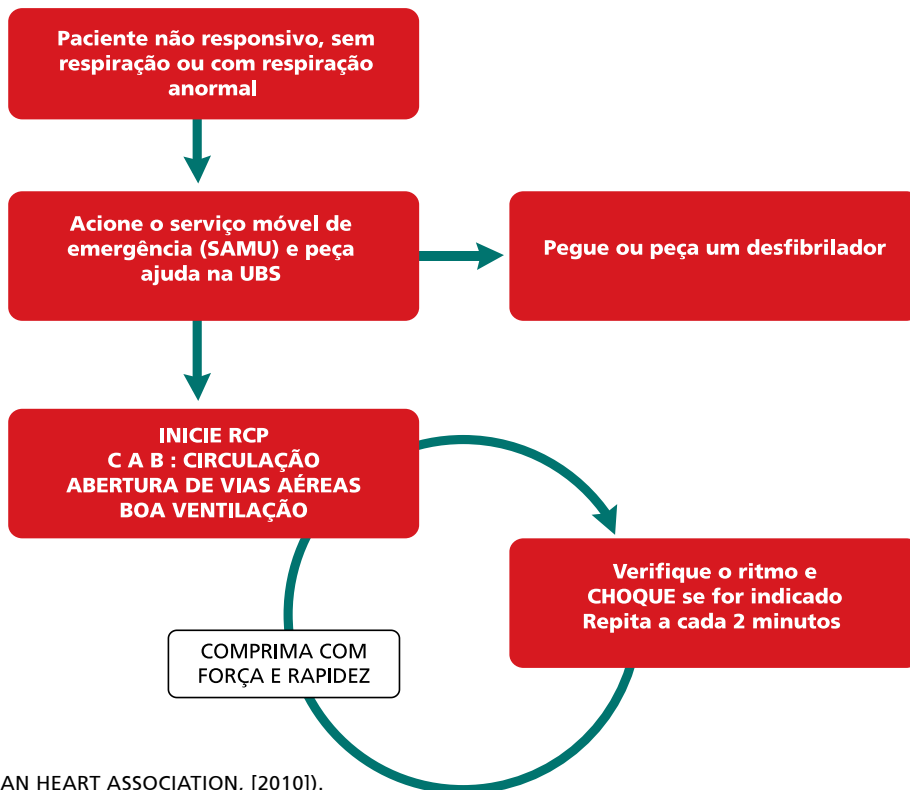 Paciente não responsivo, sem
respiração ou com respiração
anormal
Acione o serviço móvel de
emergência (SAMU) e peça
ajuda na UBS
Pegue ou peça um desfibrilador
INICIE RCP
C A B : CIRCULAÇÃO
ABERTURA DE VIAS AÉREAS
BOA VENTILAÇÃO
Verifique o ritmo e
CHOQUE se for indicado
Repita a cada 2 minutos
COMPRIMA COM
FORÇA E RAPIDEZ
AN HEART ASSOCIATION, [2010]).